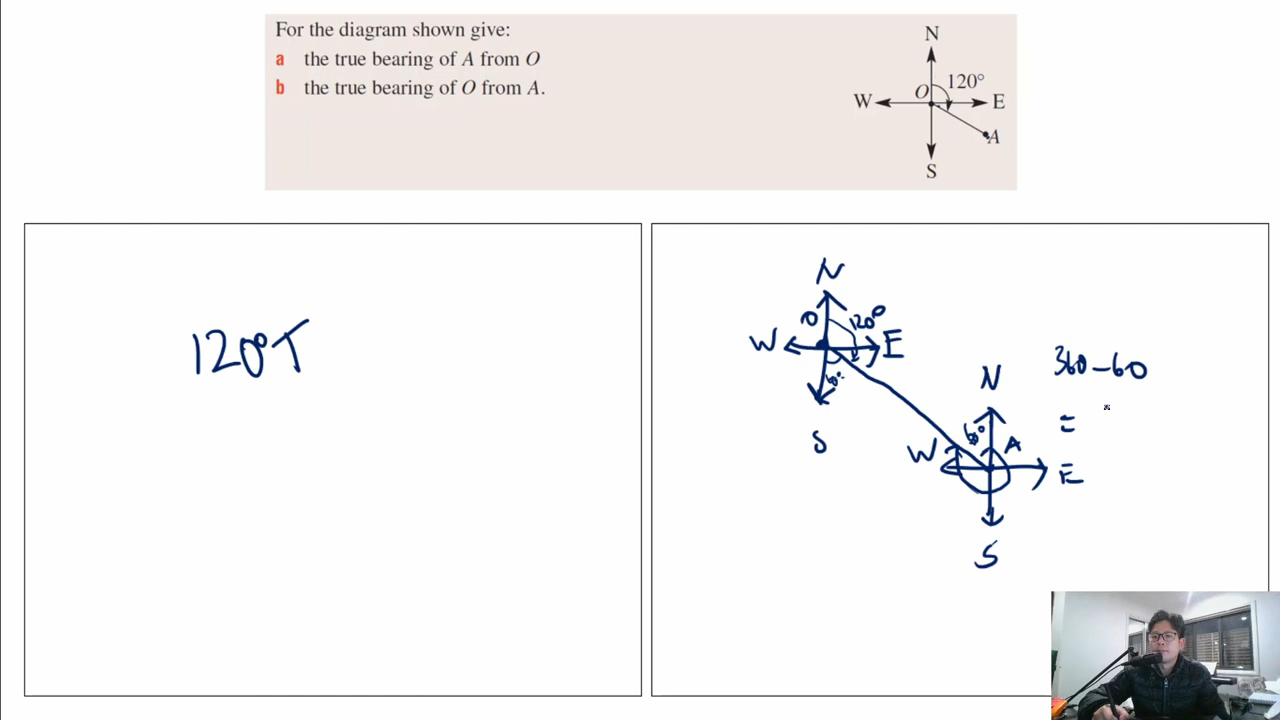 For the diagram shown give:
a the true bearing of A from O
b the true bearing of O from A.
N
120°
W O E
A
S
120°T
N
O 120°
W E
60°
S
N
360-60
=
60° A
W E
S